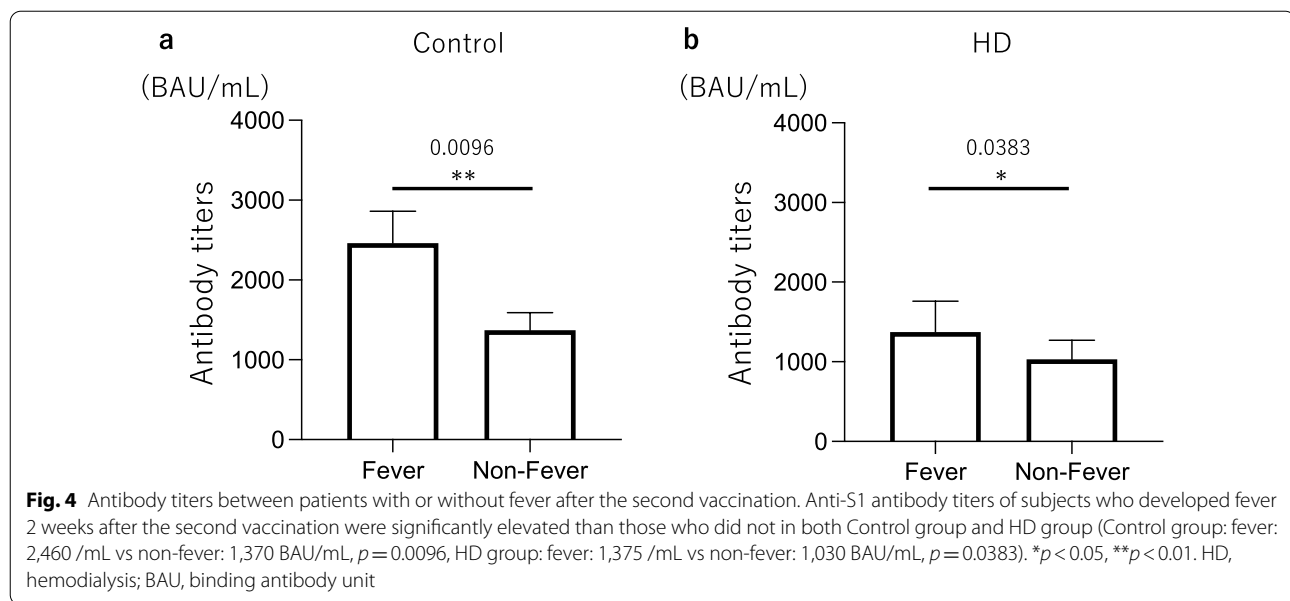 a Control
(BAU/mL)
4000
3000
2000
1000
0
Antibody titers
0.0096
**
Fever Non-Fever
b HD
(BAU/mL)
4000
3000
2000
1000
0
Antibody titers
0.0383
*
Fever Non-Fever
Fig. 4 Antibody titers between patients with or without fever after the second vaccination. Anti-S1 antibody titers of subjects who developed fever
2 weeks after the second vaccination were significantly elevated than those who did not in both Control group and HD group (Control group: fever:
2,460 /mL vs non-fever: 1,370 BAU/mL, p = 0.0096, HD group: fever: 1,375 /mL vs non-fever: 1,030 BAU/mL, p = 0.0383). *p < 0.05, **p < 0.01. HD,
hemodialysis; BAU, binding antibody unit